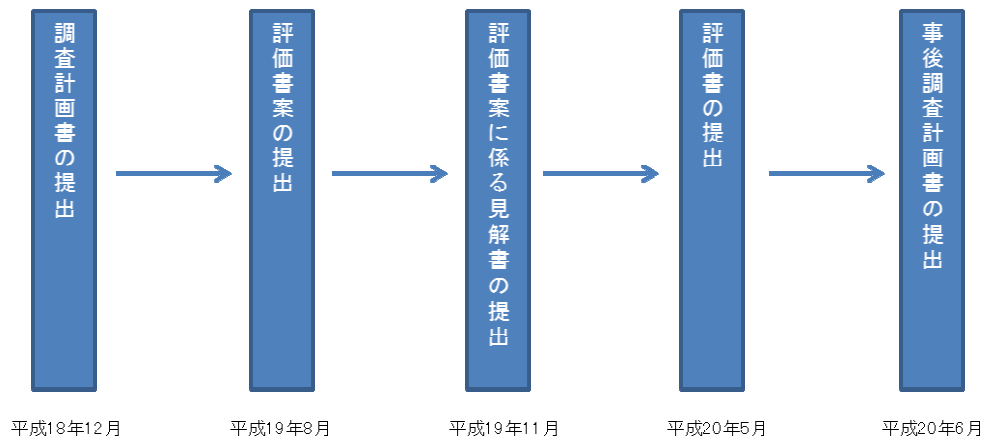 調査計画書の提出
評価書案の提出
評価書案に係る見解書の提出
評価書の提出
事後調査計画書の提出
平成18年12月
平成19年8月
平成19年11月
平成20年5月
平成20年6月